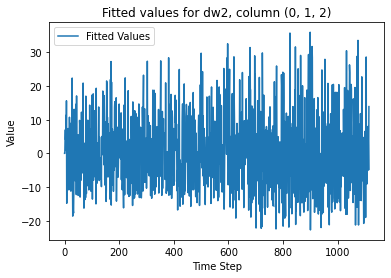 Fitted values for dw2, column (0, 1, 2)
Fitted Values
Value
30
20
10
0
−10
−20
0 200 400 600 800 1000
Time Step